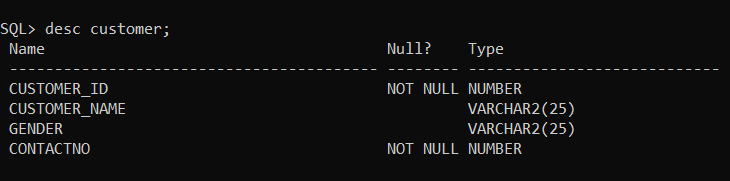 SQL> desc customer;
Name Null? Type
----------------------------------------- -------- ----------------------------
CUSTOMER_ID NOT NULL NUMBER
CUSTOMER_NAME VARCHAR2(25)
GENDER VARCHAR2(25)
CONTACTNO NOT NULL NUMBER